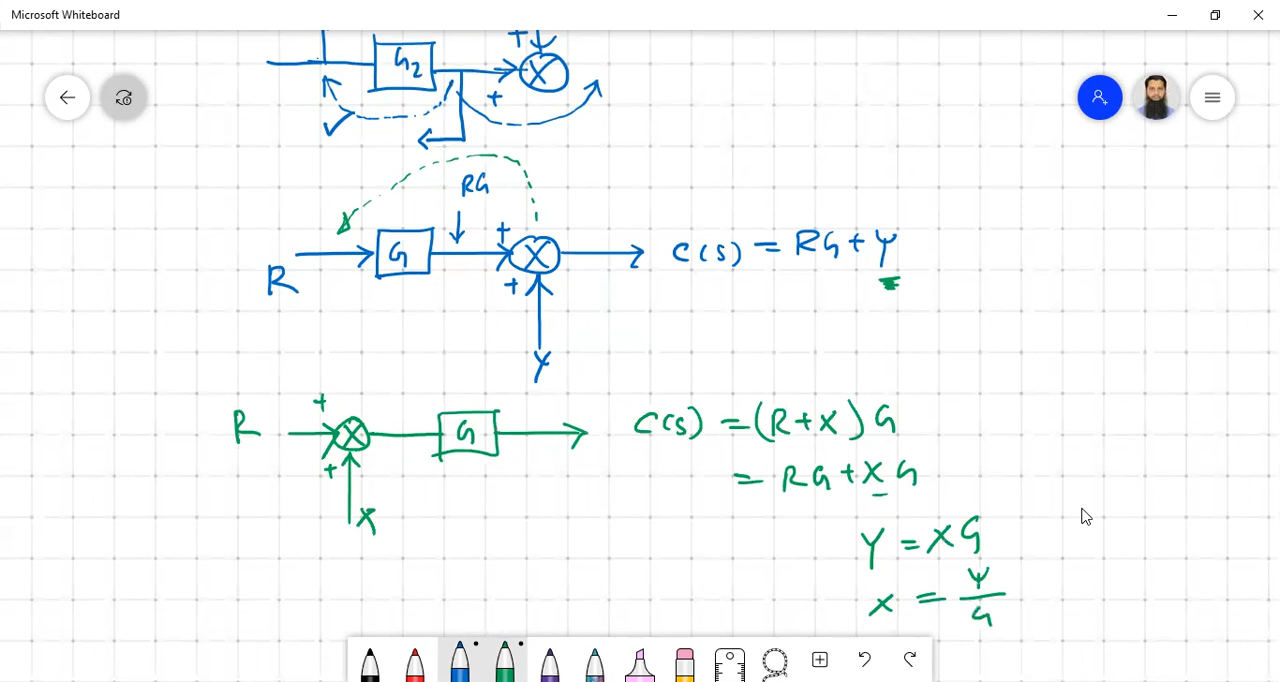 Microsoft Whiteboard
G2
+
+
RG
R
G
+
+
C(s) = RG + Y
Y
R
+
+
G
X
C(s) = (R+X) G
= RG + XG
Y = XG
X = Y/G